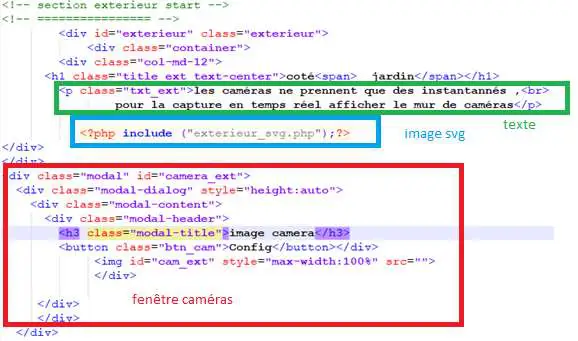 <!-- section exterieur start -->
<!-- =============== -->
<div id="exterieur" class="exterieur">
<div class="container">
<div class="col-md-12">
<h1 class="title ext text-center">coté<span>  jardin</span></h1>
<p class="txt_ext">les caméras ne prennent que des instantannés ,<br>
pour la capture en temps réel afficher le mur de caméras</p>
texte
<?php include ("exterieur_svg.php");?>
image svg
</div>
</div>
<div class="modal" id="camera_ext">
<div class="modal-dialog" style="height:auto">
<div class="modal-content">
<div class="modal-header">
<h3 class="modal-title">image camera</h3>
<button class="btn_cam">Config</button></div>
<img id="cam_ext" style="max-width:100%" src="">
</div>
fenêtre caméras
</div>
</div>
</div>